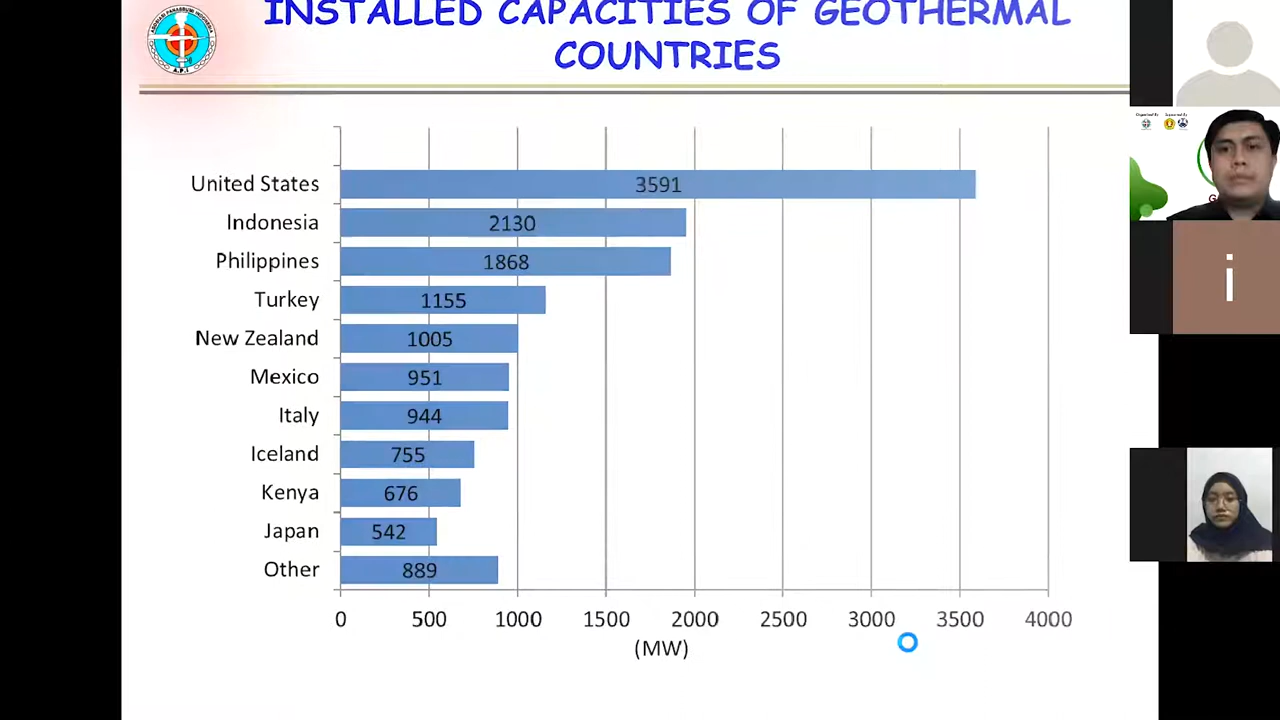 INSTALLED CAPACITIES OF GEOTHERMAL
COUNTRIES
A.P.I
United States 3591
Indonesia 2130
Philippines 1868
Turkey 1155
New Zealand 1005
Mexico 951
Italy 944
Iceland 755
Kenya 676
Japan 542
Other 889
0 500 1000 1500 2000 2500 3000 3500 4000
(MW)
i